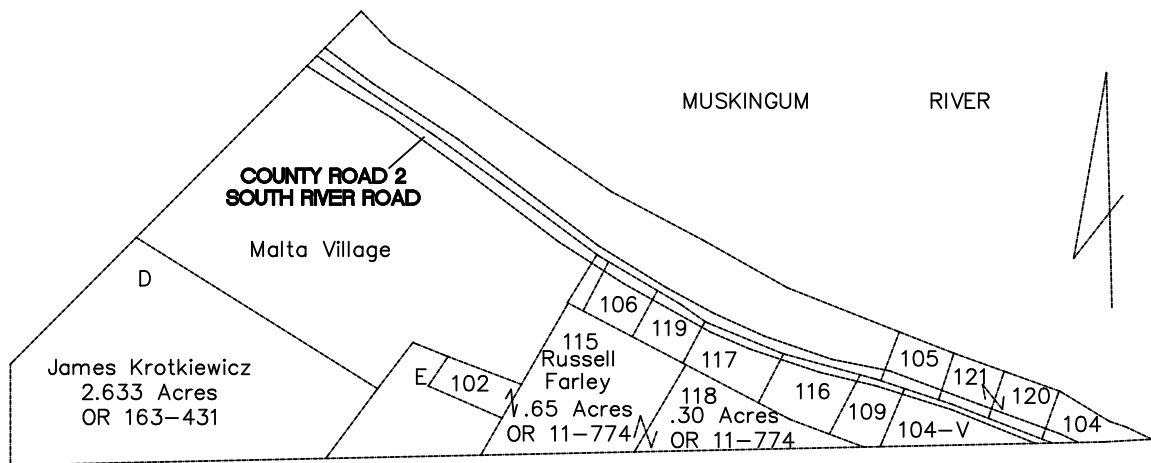 MUSKINGUM RIVER
COUNTY ROAD 2
SOUTH RIVER ROAD
Malta Village
D
James Krotkiewicz
2.633 Acres
OR 163-431
E
102
106
119
117
115
Russell
Farley
.65 Acres
OR 11-774
118
.30 Acres
OR 11-774
116
109
104-V
105
121
120
104